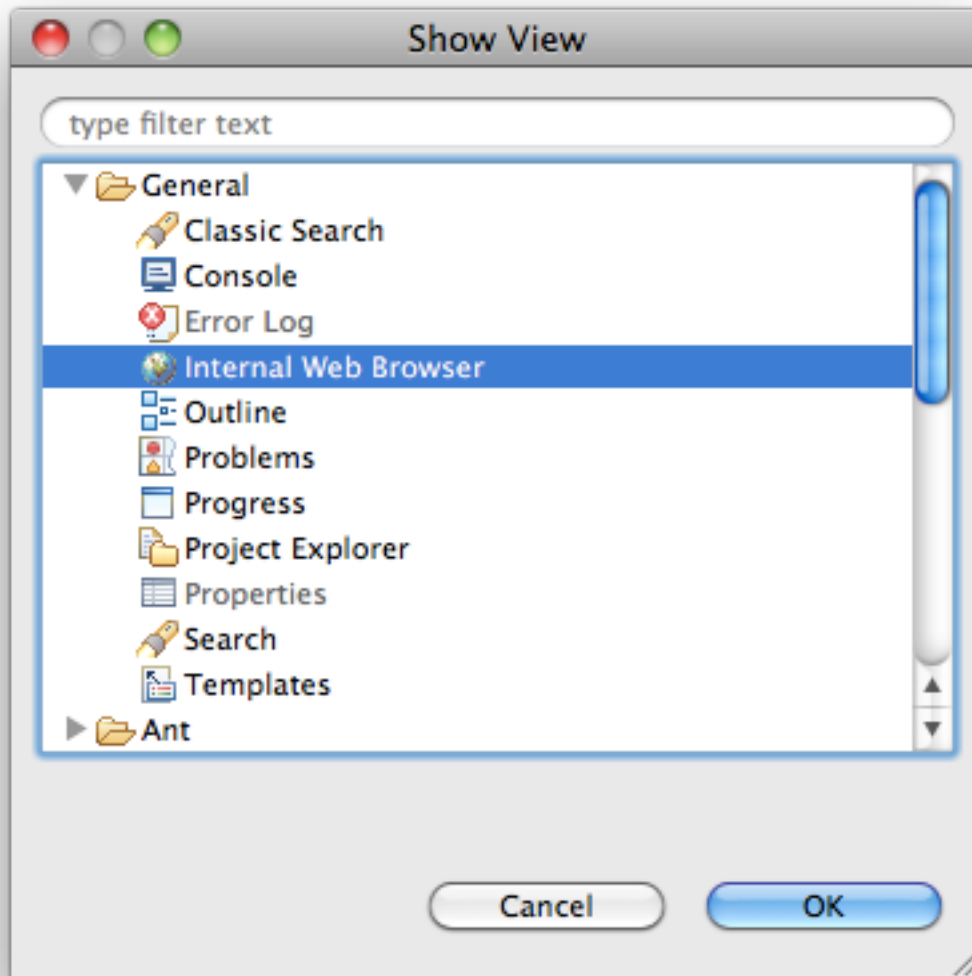 Show View
type filter text
General
Classic Search
Console
Error Log
Internal Web Browser
Outline
Problems
Progress
Project Explorer
Properties
Search
Templates
Ant
Cancel OK